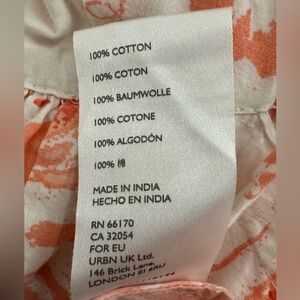 100% COTTON
100% COTON
100% BAUMWOLLE
100% COTONE
100% ALGODÓN
100% 棉
MADE IN INDIA
HECHO EN INDIA
RN 66170
CA 32054
FOR EU
URBN UK Ltd.
146 Brick Lane,
LONDON E1 6RU